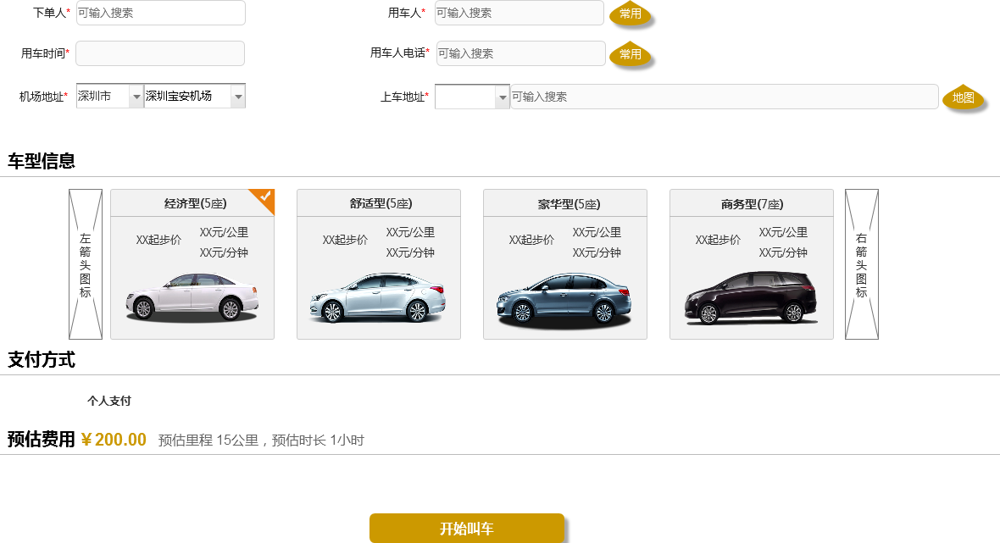 下单人* 可输入搜索 用车人* 可输入搜索 常用
用车时间* 用车人电话* 可输入搜索 常用
机场地址* 深圳市 深圳宝安机场 上车地址* 可输入搜索 地图
车型信息
左箭头图标
经济型(5座)
XX起步价 XX元/公里
XX元/分钟
舒适型(5座)
XX起步价 XX元/公里
XX元/分钟
豪华型(5座)
XX起步价 XX元/公里
XX元/分钟
商务型(7座)
XX起步价 XX元/公里
XX元/分钟
右箭头图标
支付方式
个人支付
预估费用 ¥200.00 预估里程 15公里，预估时长 1小时
开始叫车